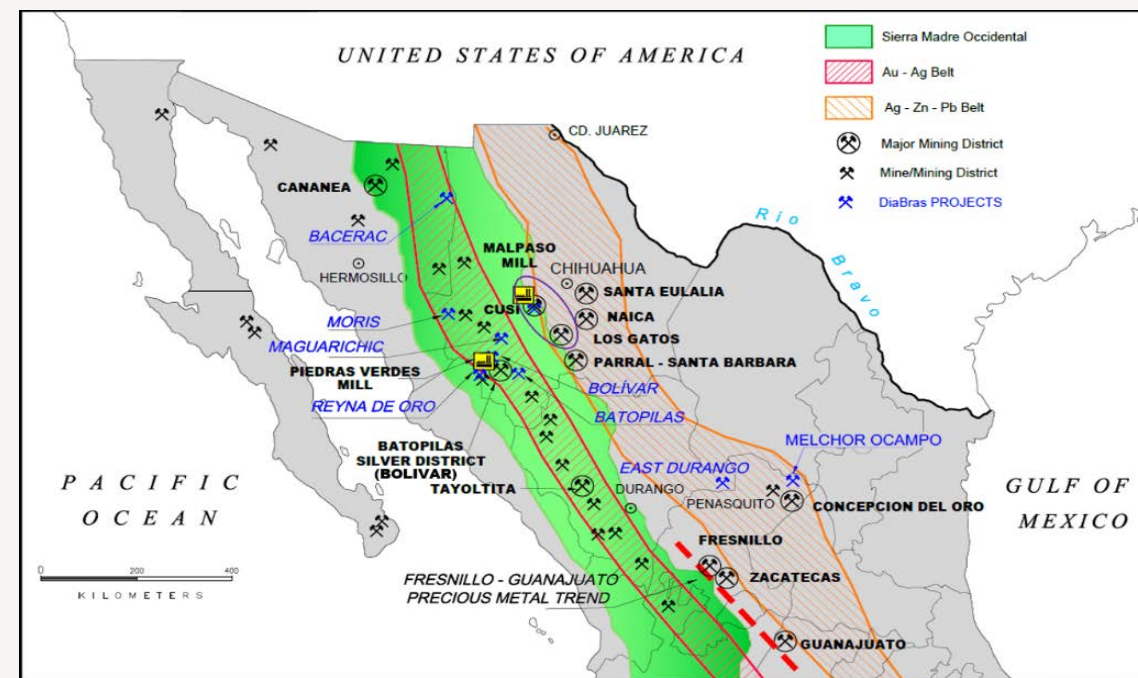 UNITED STATES OF AMERICA
Sierra Madre Occidental
Au - Ag Belt
Ag - Zn - Pb Belt
Major Mining District
Mine/Mining District
DiaBras PROJECTS
CD. JUAREZ
CANANEA
Río Bravo
BACERAC
HERMOSILLO
MALPASO
MILL
CHIHUAHUA
SANTA EULALIA
CUSI
NAICA
MORIS
LOS GATOS
MAGUARICHIC
PARRAL - SANTA BARBARA
PIEDRAS VERDES
MILL
BOLÍVAR
REYNA DE ORO
BATOPILAS
BATOPILAS
SILVER DISTRICT
(BOLIVAR)
TAYOLTITA
MELCHOR OCAMPO
EAST DURANGO
DURANGO
PENASQUITO
CONCEPCION DEL ORO
PACIFIC
OCEAN
GULF OF
MEXICO
FRESNILLO
ZACATECAS
FRESNILLO - GUANAJUATO
PRECIOUS METAL TREND
GUANAJUATO
0 200 400
KILOMETERS